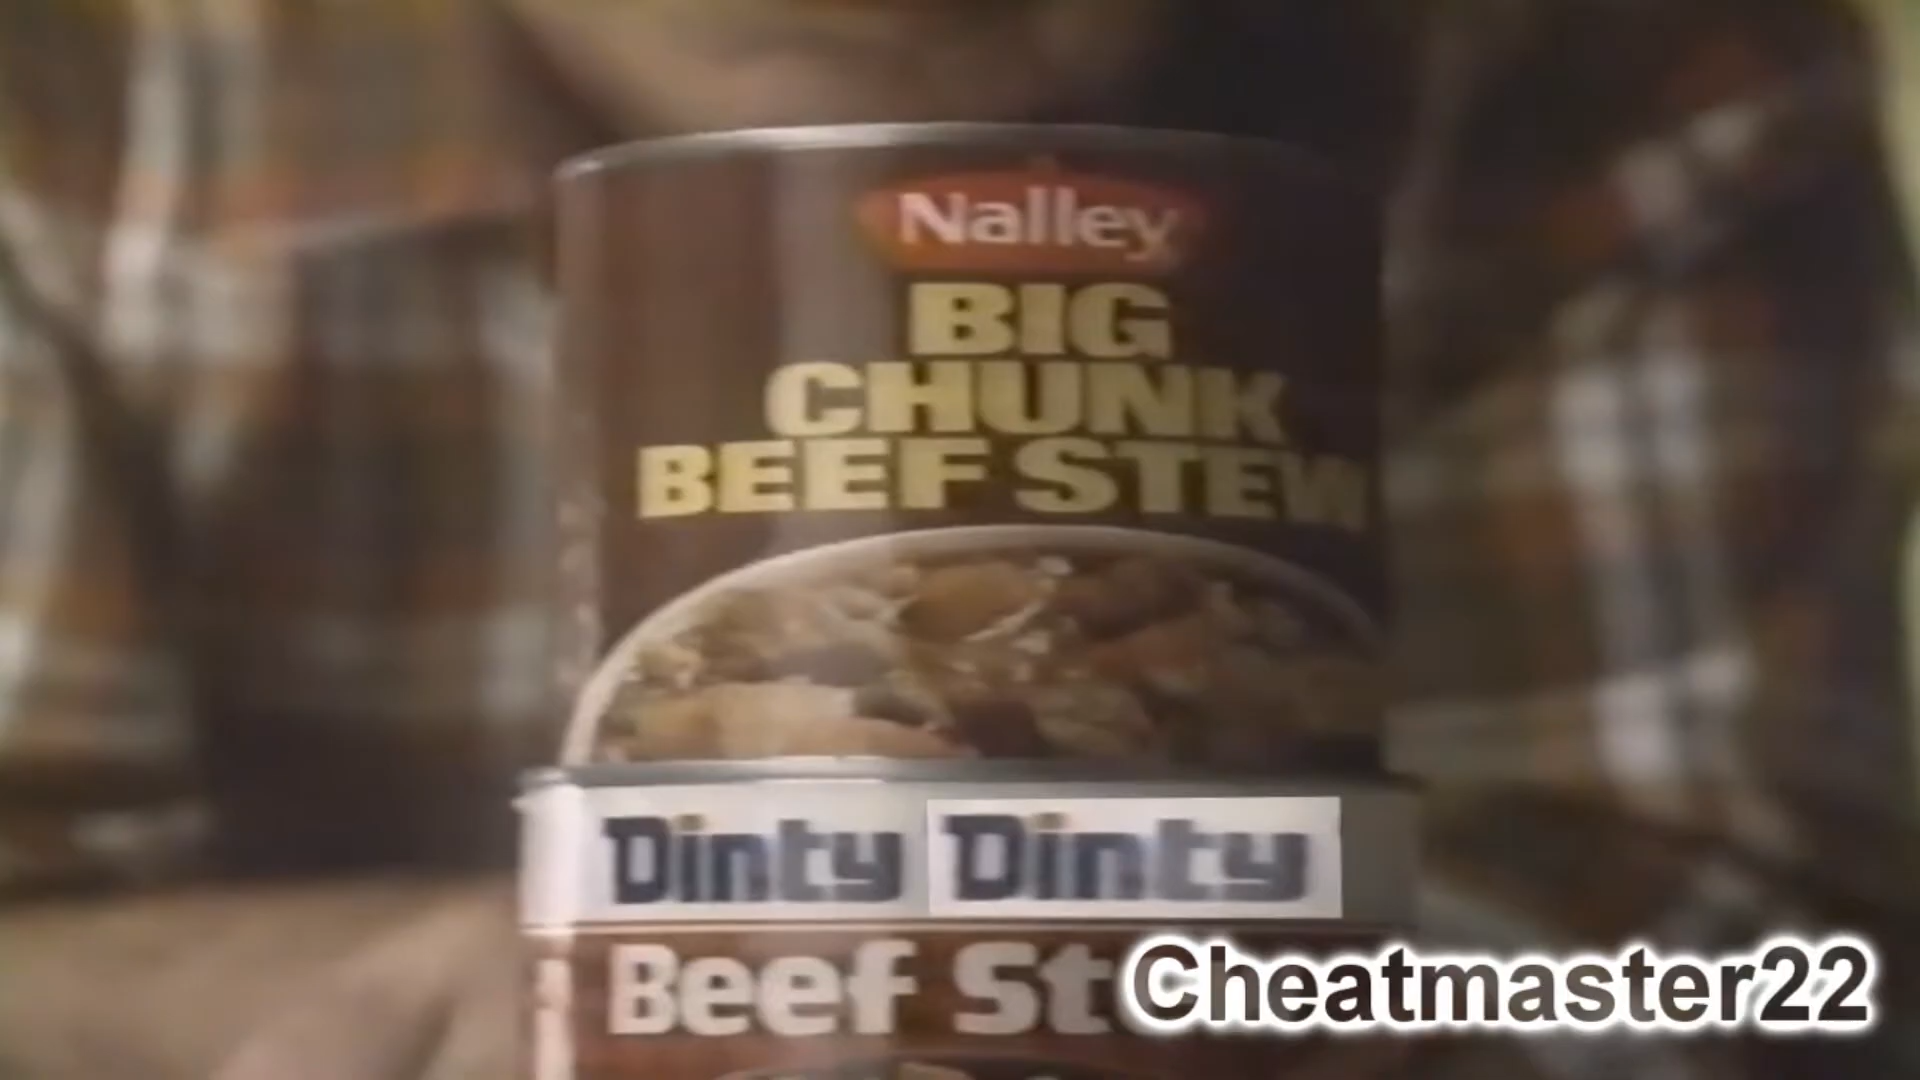 Nalley
BIG
CHUNK
BEEF STEW
Dinty Dinty
Beef St
Cheatmaster22